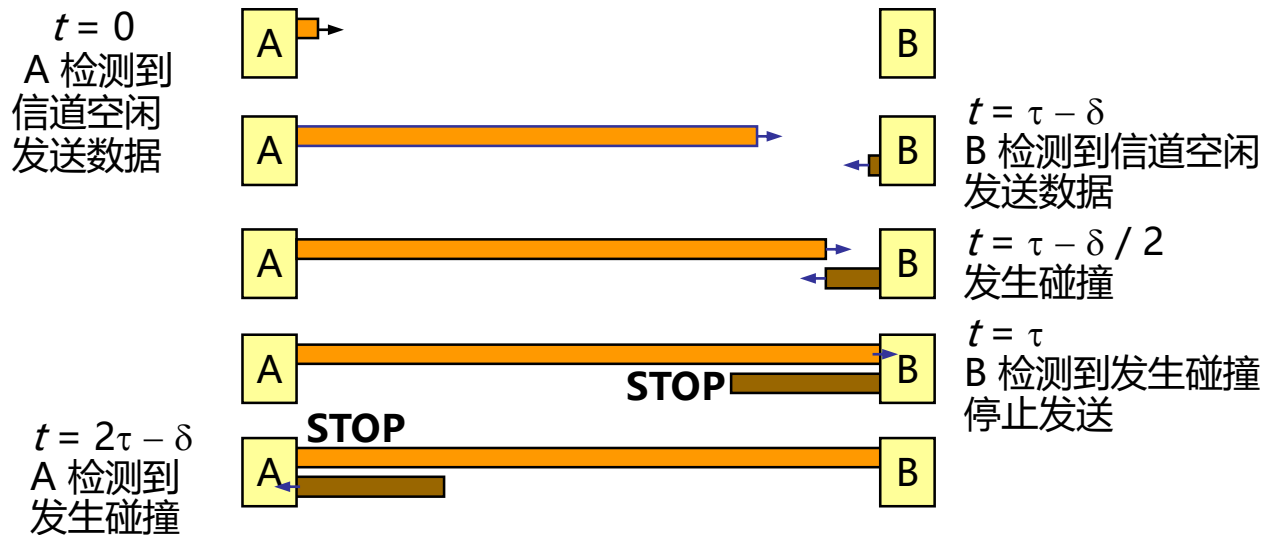 t = 0
A 检测到
信道空闲
发送数据
A
B
A
B
t = τ − δ
B 检测到信道空闲
发送数据
A
B
t = τ − δ / 2
发生碰撞
A
STOP
B
t = τ
B 检测到发生碰撞
停止发送
t = 2τ − δ
A 检测到
发生碰撞
STOP
A
B